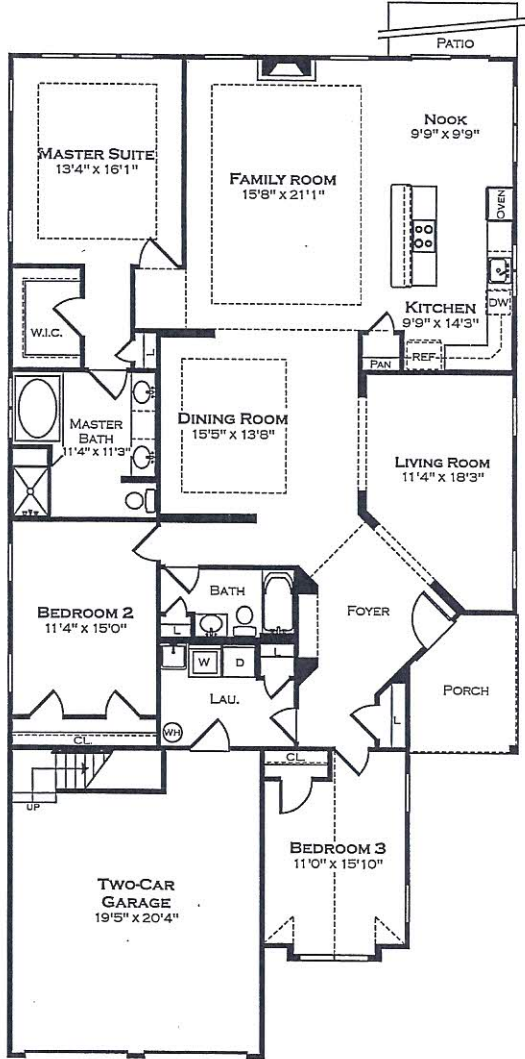 PATIO
NOOK
9'9" x 9'9"
MASTER SUITE
13'4" x 16'1"
FAMILY ROOM
15'8" x 21'1"
OVEN
W.I.C.
KITCHEN
9'9" x 14'3"
DW
L
PAN
REF.
DINING ROOM
15'5" x 13'8"
MASTER
BATH
11'4" x 11'3"
LIVING ROOM
11'4" x 18'3"
BATH
BEDROOM 2
11'4" x 15'0"
FOYER
L
W
D
L
LAU.
PORCH
L
WH
CL.
CL.
UP
BEDROOM 3
11'0" x 15'10"
TWO-CAR
GARAGE
19'5" x 20'4"